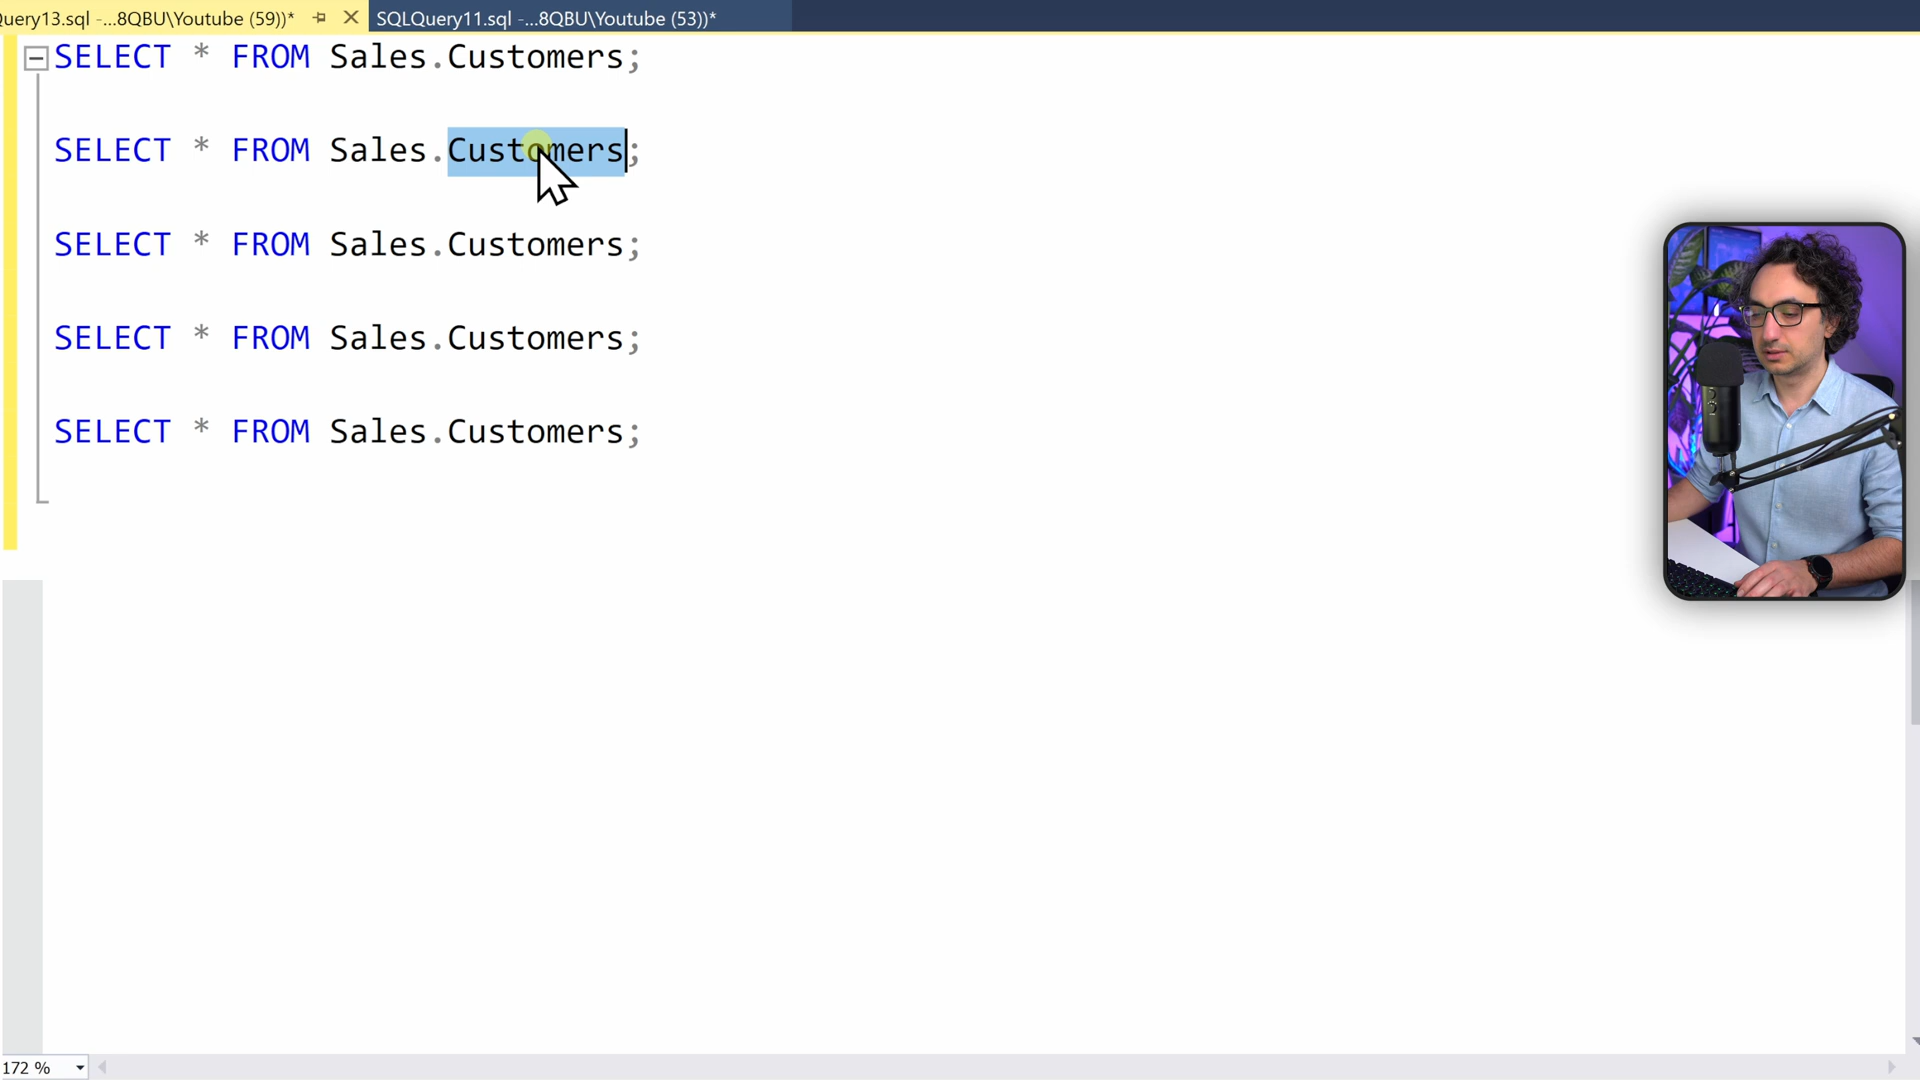 uery13.sql -...8QBU\Youtube (59))*
SQLQuery11.sql -...8QBU\Youtube (53))*
SELECT * FROM Sales.Customers;
SELECT * FROM Sales.Customers;
SELECT * FROM Sales.Customers;
SELECT * FROM Sales.Customers;
SELECT * FROM Sales.Customers;
172 %